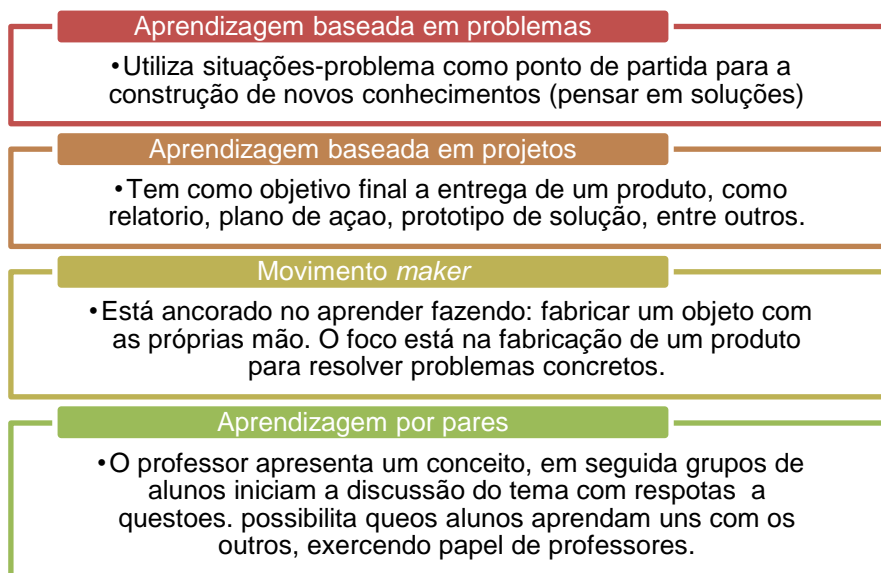 Aprendizagem baseada em problemas
•Utiliza situações-problema como ponto de partida para a
construção de novos conhecimentos (pensar em soluções)
Aprendizagem baseada em projetos
•Tem como objetivo final a entrega de um produto, como
relatorio, plano de açao, prototipo de solução, entre outros.
Movimento maker
•Está ancorado no aprender fazendo: fabricar um objeto com
as próprias mão. O foco está na fabricação de um produto
para resolver problemas concretos.
Aprendizagem por pares
•O professor apresenta um conceito, em seguida grupos de
alunos iniciam a discussão do tema com respotas a
questoes. possibilita queos alunos aprendam uns com os
outros, exercendo papel de professores.